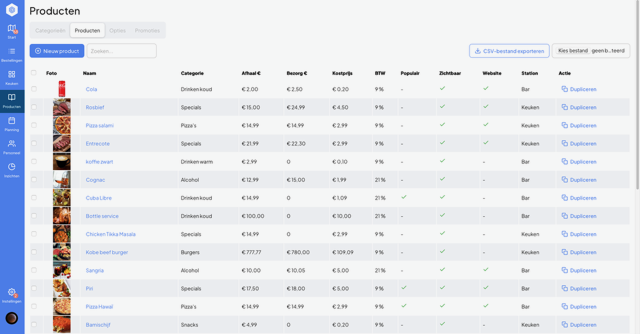 Producten
Categorieën Producten Opties Promoties
Nieuw product Zoeken... CSV-bestand exporteren Kies bestand geen b...teerd
Foto Naam Categorie Afhaal € Bezorg € Kostprijs BTW Populair Zichtbaar Website Station Actie
Cola Drinken koud € 2,00 € 2,50 € 0,20 9 % - Bar Dupliceren
Rosbief Specials € 15,00 € 24,99 € 4,50 9 % - Keuken Dupliceren
Pizza salami Pizza's € 14,99 € 14,99 € 2,99 9 % - Keuken Dupliceren
Entrecote Specials € 21,99 € 22,30 € 2,99 9 % - Keuken Dupliceren
koffie zwart Drinken warm € 2,99 0 € 0,10 9 % - - Bar Dupliceren
Cognac Alcohol € 12,99 € 15,00 € 1,99 21 % - - Bar Dupliceren
Cuba Libre Drinken koud € 14,99 0 € 1,09 21 % - Bar Dupliceren
Bottle service Drinken koud € 100,00 0 € 10,00 21 % - - Bar Dupliceren
Chicken Tikka Masala Specials € 14,99 0 € 2,99 9 % - - Keuken Dupliceren
Kobe beef burger Burgers € 777,77 € 780,00 € 109,09 9 % - - Keuken Dupliceren
Sangria Alcohol € 10,00 € 10,05 € 5,00 21 % - Bar Dupliceren
Piri Specials € 17,50 € 18,00 € 5,00 9 % Keuken Dupliceren
Pizza Hawaï Pizza's € 14,99 € 14,99 € 2,99 9 % Keuken Dupliceren
Bamischijf Snacks € 4,99 0 € 0,20 9 % - - Keuken Dupliceren
Start
Bestellingen
Keuken
Producten
Planning
Personeel
Inzichten
Instellingen